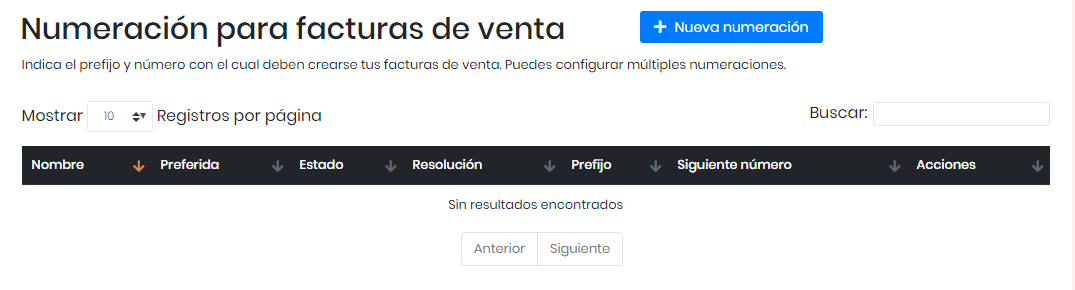 Numeración para facturas de venta
+ Nueva numeración
Indica el prefijo y número con el cual deben crearse tus facturas de venta. Puedes configurar múltiples numeraciones.
Mostrar 10 Registros por página
Buscar:
Nombre Preferida Estado Resolución Prefijo Siguiente número Acciones
Sin resultados encontrados
Anterior Siguiente